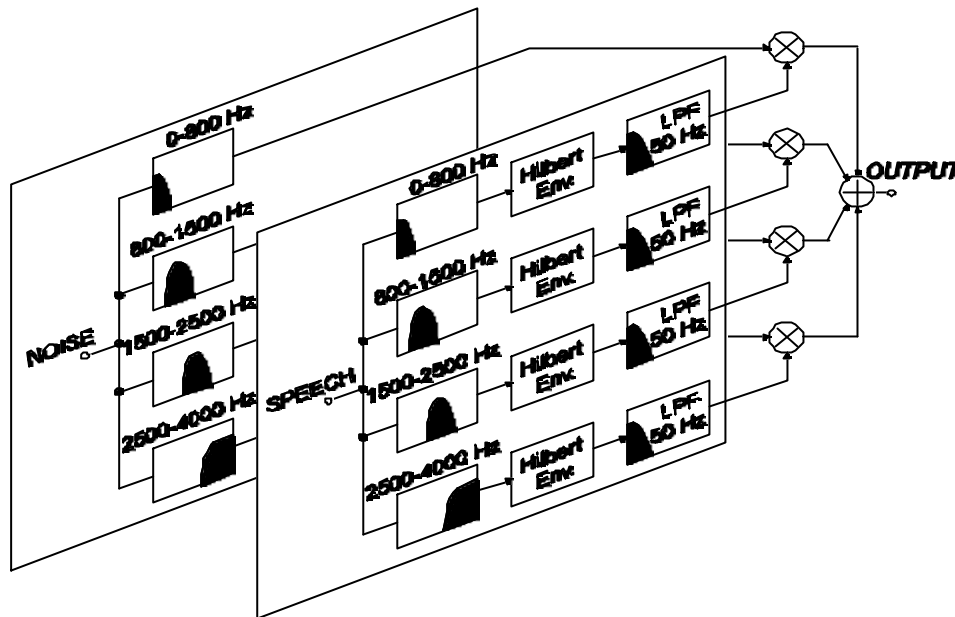 NOISE
0-800 Hz
800-1500 Hz
1500-2500 Hz
2500-4000 Hz
SPEECH
0-800 Hz
Hilbert
Env.
LPF
50 Hz
800-1500 Hz
Hilbert
Env.
LPF
50 Hz
1500-2500 Hz
Hilbert
Env.
LPF
50 Hz
2500-4000 Hz
Hilbert
Env.
LPF
50 Hz
OUTPUT